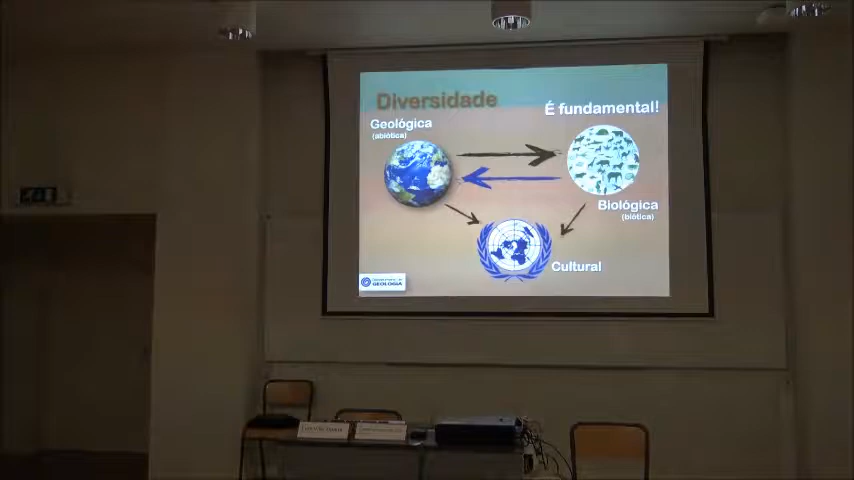 Diversidade
É fundamental!
Geológica
(abiótica)
Biológica
(biótica)
Cultural
GEOLOGIA